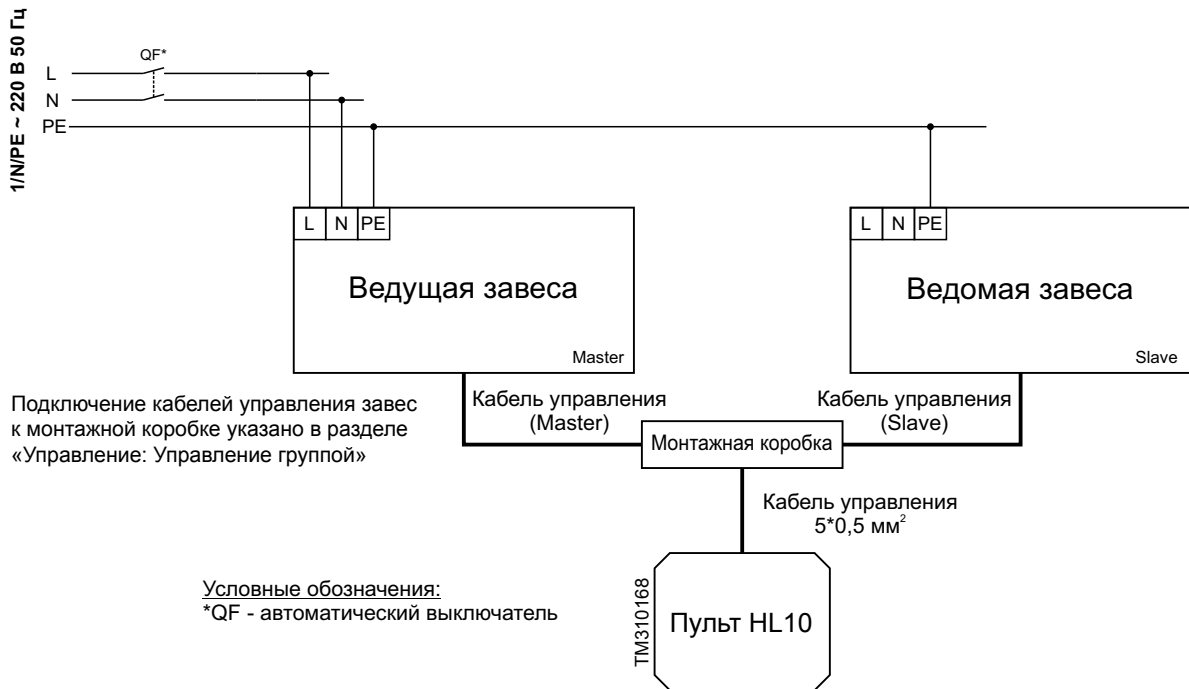 1/N/PE ~ 220 В 50 Гц
QF*
L
N
PE
L N PE
Ведущая завеса
Master
L N PE
Ведомая завеса
Slave
Подключение кабелей управления завес
к монтажной коробке указано в разделе
«Управление: Управление группой»
Кабель управления
(Master)
Кабель управления
(Slave)
Монтажная коробка
Кабель управления
5*0,5 мм²
Условные обозначения:
*QF - автоматический выключатель
TM310168
Пульт HL10